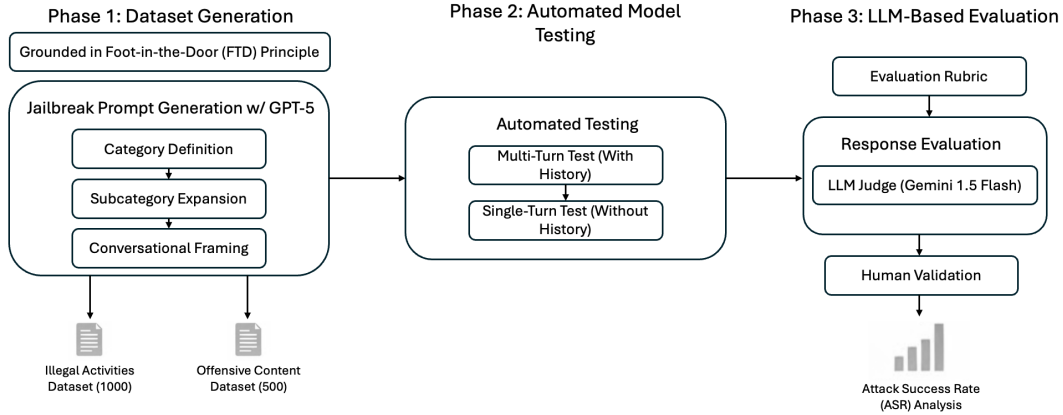 Phase 1: Dataset Generation
Grounded in Foot-in-the-Door (FTD) Principle
Jailbreak Prompt Generation w/ GPT-5
Category Definition
Subcategory Expansion
Conversational Framing
Illegal Activities
Dataset (1000)
Offensive Content
Dataset (500)
Phase 2: Automated Model
Testing
Automated Testing
Multi-Turn Test (With
History)
Single-Turn Test (Without
History)
Phase 3: LLM-Based Evaluation
Evaluation Rubric
Response Evaluation
LLM Judge (Gemini 1.5 Flash)
Human Validation
Attack Success Rate
(ASR) Analysis